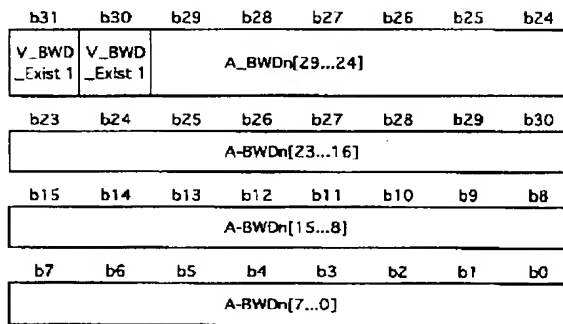 b31 b30 b29 b28 b27 b26 b25 b24
V_BWD _Exist 1 V_BWD _Exist 1 A_BWDn[29...24]
b23 b24 b25 b26 b27 b28 b29 b30
A-BWDn[23...16]
b15 b14 b13 b12 b11 b10 b9 b8
A-BWDn[15...8]
b7 b6 b5 b4 b3 b2 b1 b0
A-BWDn[7...0]